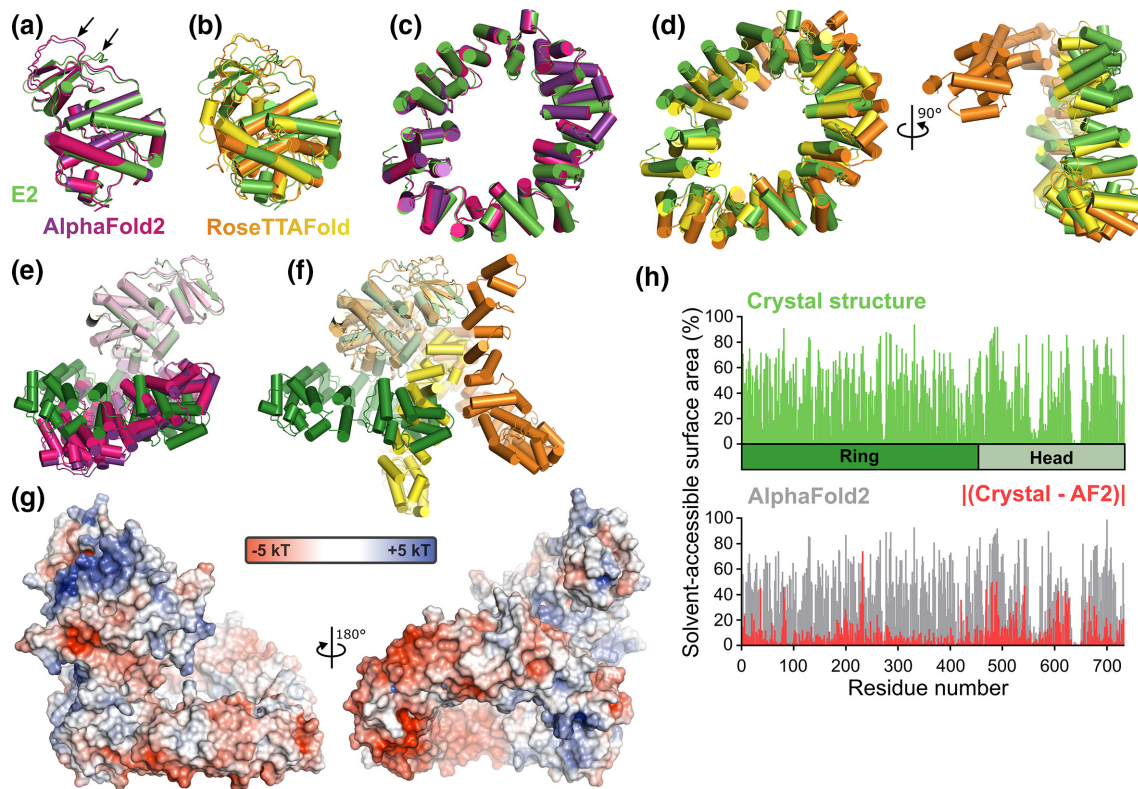 (a)
(b)
(c)
(d)
E2
AlphaFold2
RoseTTAFold
90°
(e)
(f)
(h)
Crystal structure
Solvent-accessible surface area (%)
100
80
60
40
20
0
Ring
Head
(g)
-5 kT
+5 kT
180°
AlphaFold2
|(Crystal - AF2)|
100
80
60
40
20
0
0
100
200
300
400
500
600
700
Residue number